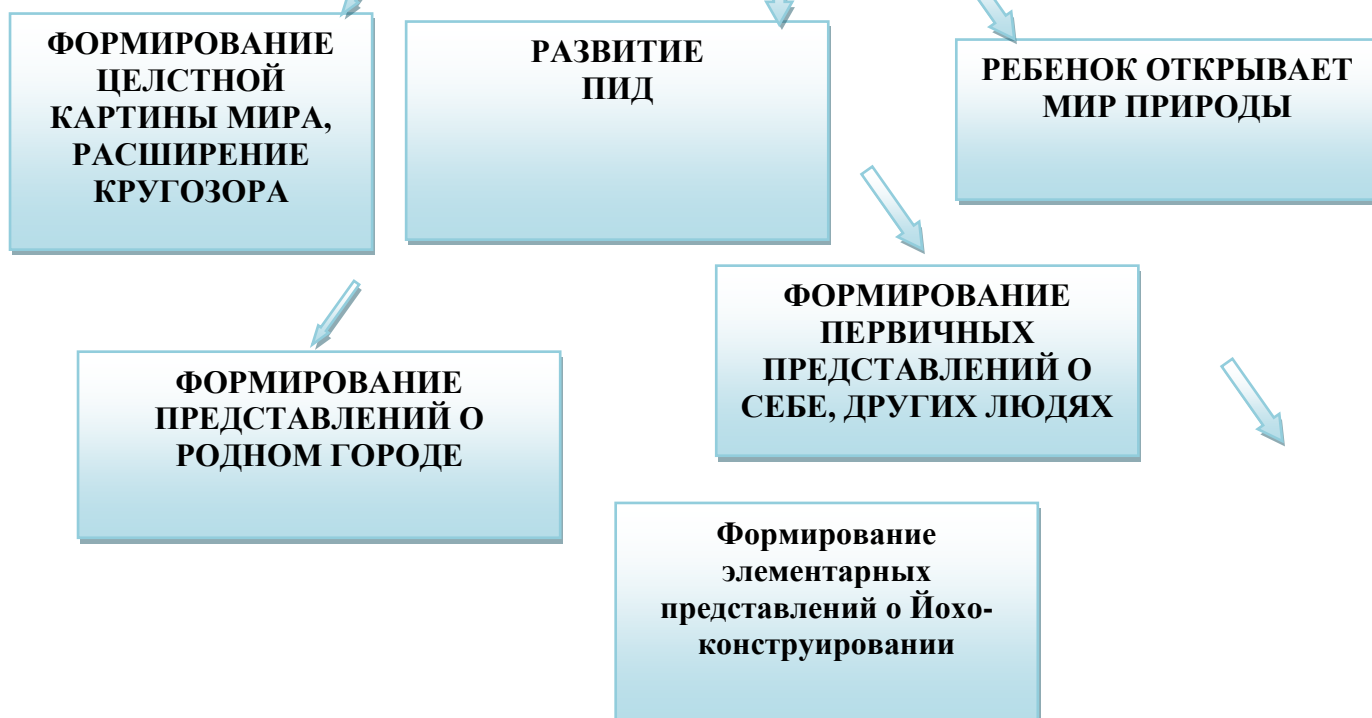 ФОРМИРОВАНИЕ
ЦЕЛСТНОЙ
КАРТИНЫ МИРА,
РАСШИРЕНИЕ
КРУГОЗОРА
РАЗВИТИЕ
ПИД
РЕБЕНОК ОТКРЫВАЕТ
МИР ПРИРОДЫ
ФОРМИРОВАНИЕ
ПЕРВИЧНЫХ
ПРЕДСТАВЛЕНИЙ О
СЕБЕ, ДРУГИХ ЛЮДЯХ
ФОРМИРОВАНИЕ
ПРЕДСТАВЛЕНИЙ О
РОДНОМ ГОРОДЕ
Формирование
элементарных
представлений о Йохо-
конструировании